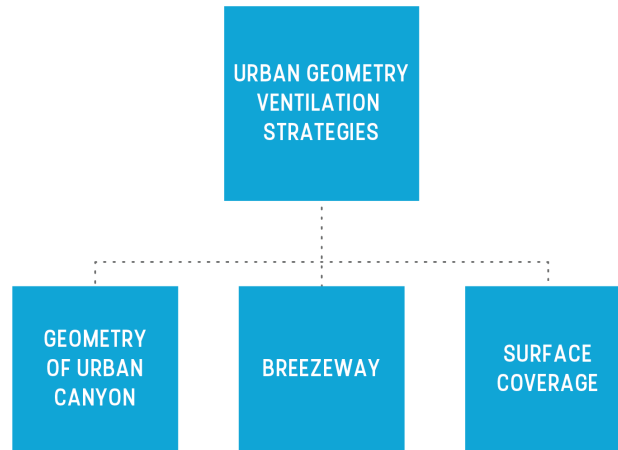 URBAN GEOMETRY
VENTILATION
STRATEGIES
GEOMETRY
OF URBAN
CANYON
BREEZEWAY
SURFACE
COVERAGE